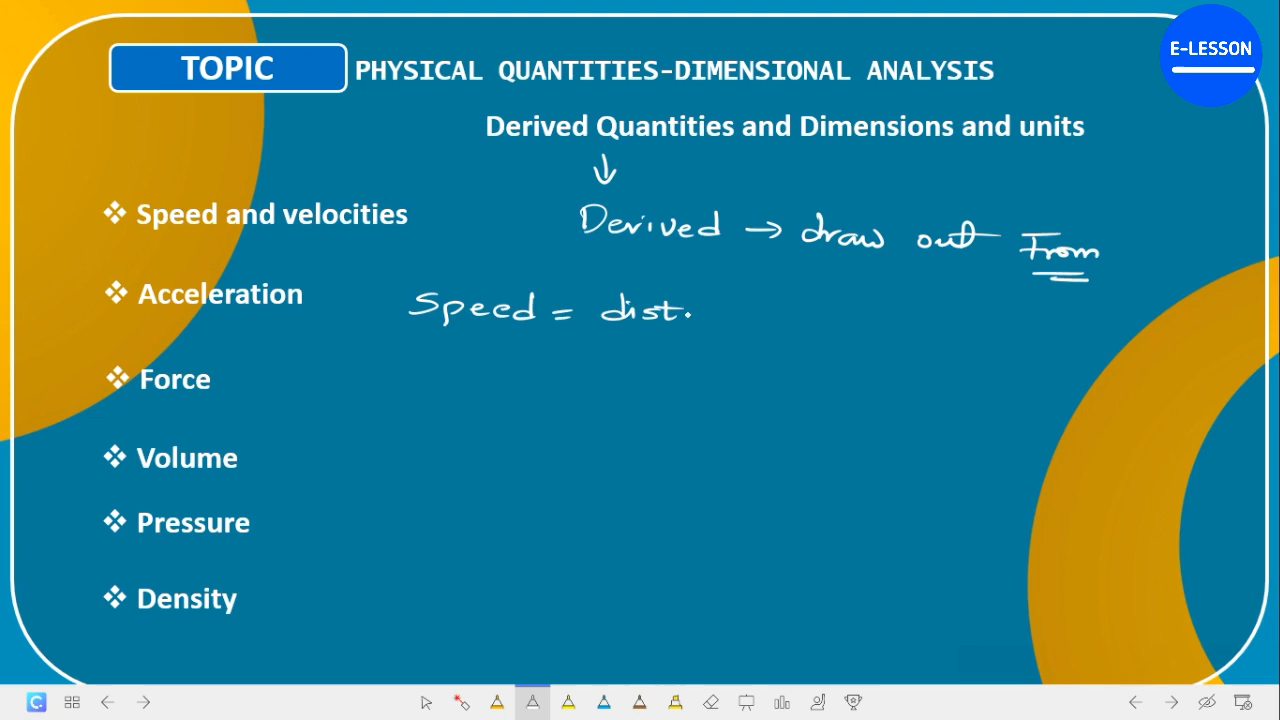 E-LESSON
TOPIC PHYSICAL QUANTITIES-DIMENSIONAL ANALYSIS
Derived Quantities and Dimensions and units
↓
❖ Speed and velocities
Derived → draw out From
❖ Acceleration
Speed = dist.
❖ Force
❖ Volume
❖ Pressure
❖ Density